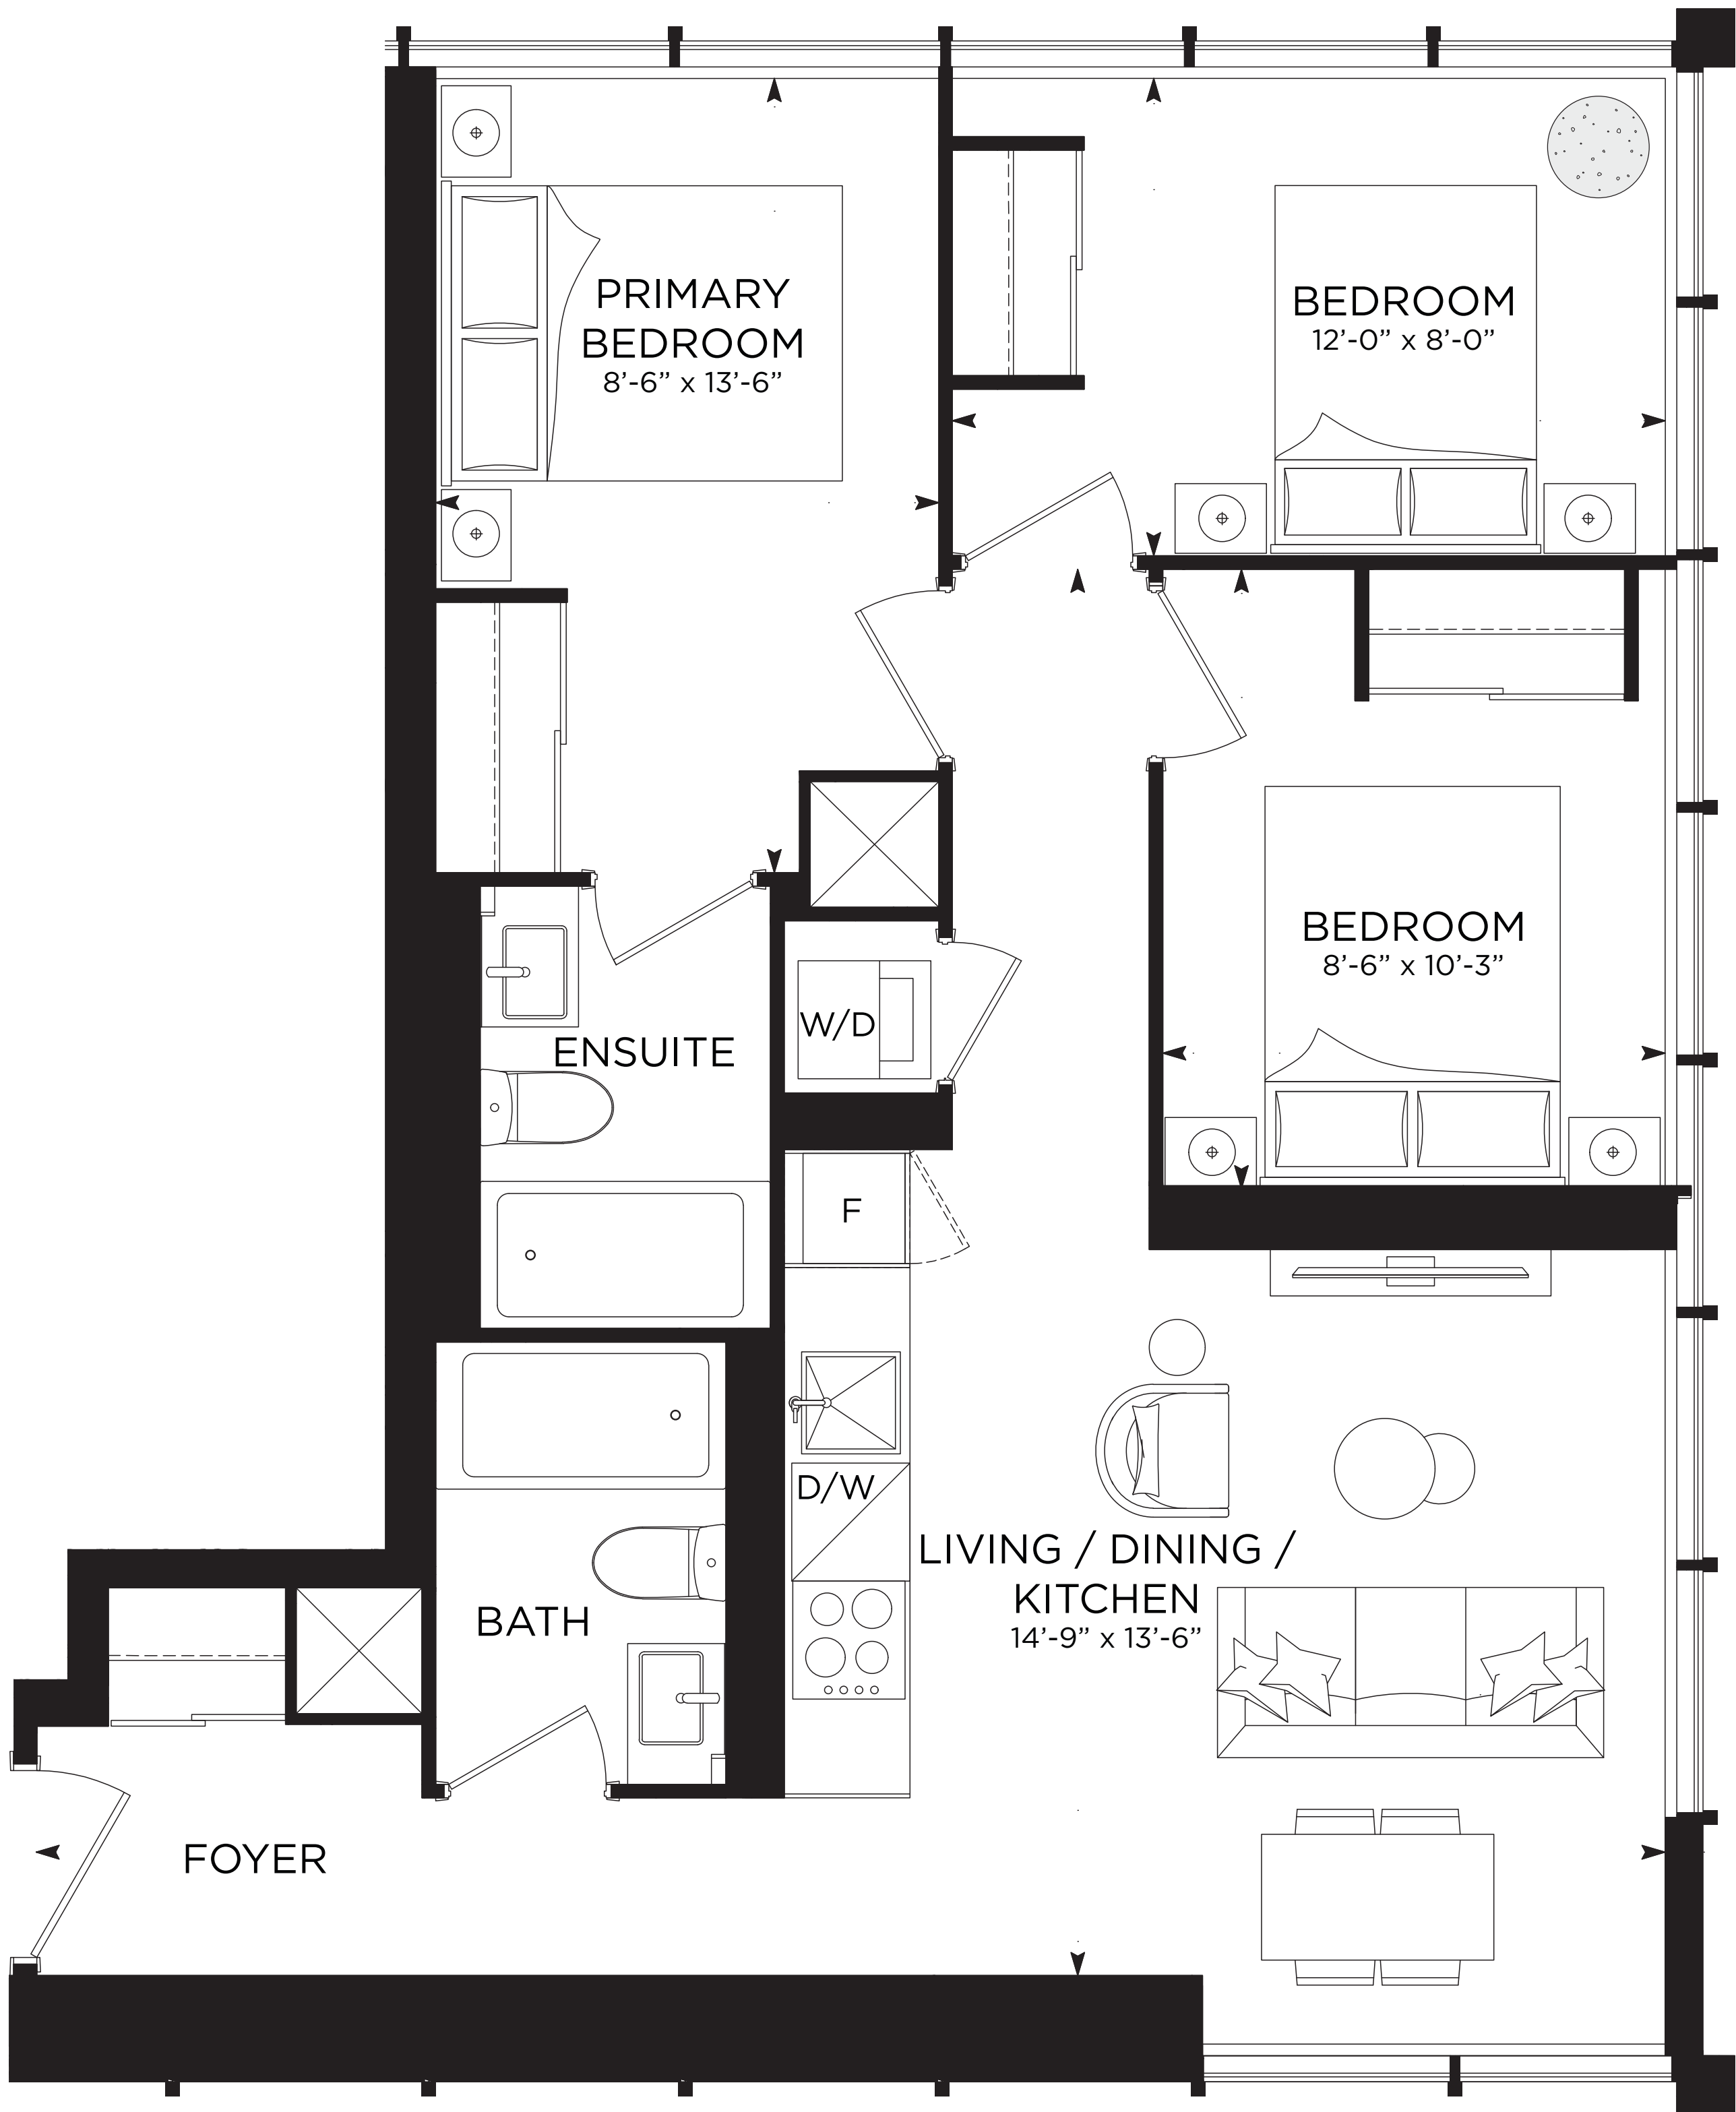 PRIMARY
BEDROOM
8’-6” x 13’-6”
BEDROOM
12’-0” x 8’-0”
BEDROOM
8’-6” x 10’-3”
W/D
ENSUITE
F
D/W
LIVING / DINING /
KITCHEN
14’-9” x 13’-6”
BATH
FOYER